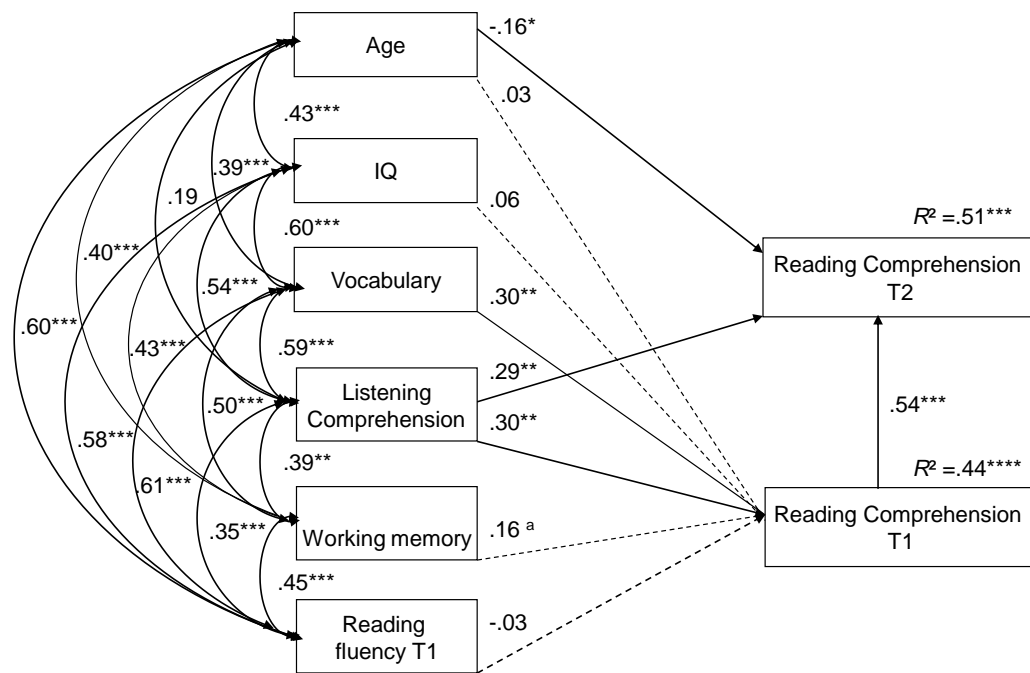 Age
-.16*
.03
.43***
IQ
.39***
.19
.06
.60***
R² =.51***
.40***
Vocabulary
Reading Comprehension
T2
.54***
.30**
.60***
.43***
.59***
.29**
Listening
Comprehension
.50***
.30**
.54***
.58***
.39**
R² =.44****
.61***
Reading Comprehension
T1
.35***
Working memory
.16 a
.45***
Reading
fluency T1
-.03